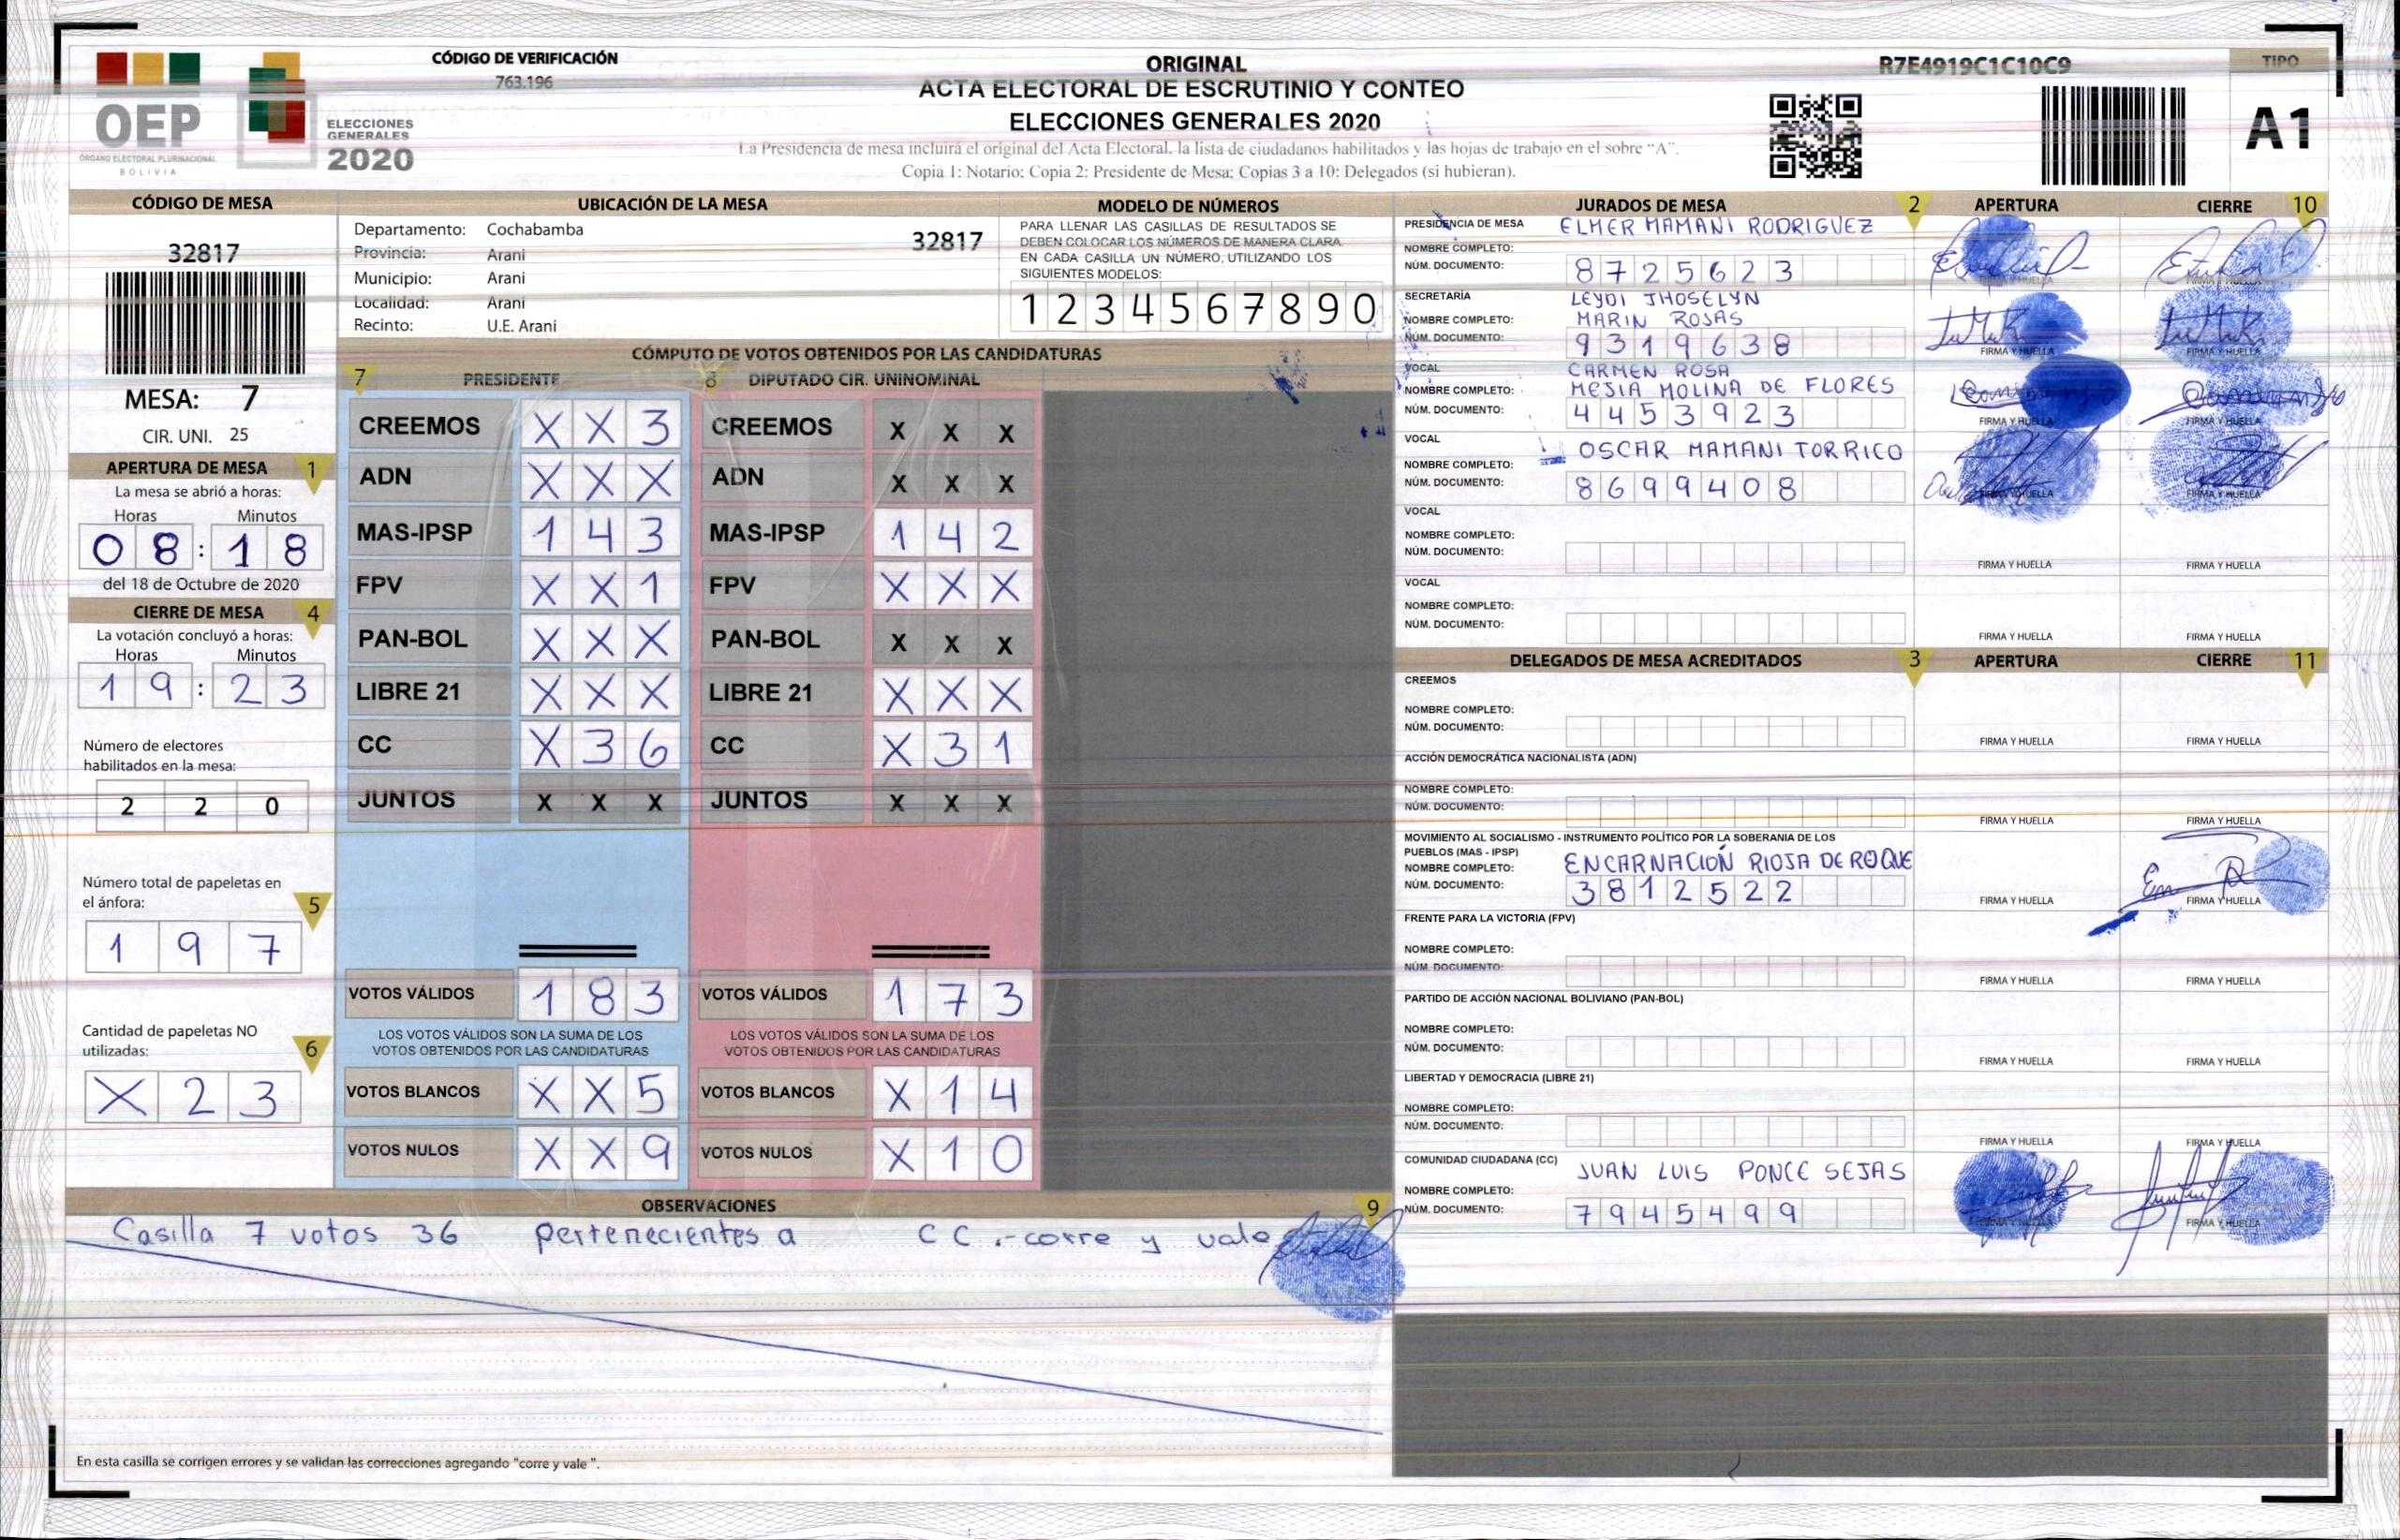 OEP
ÓRGANO ELECTORAL PLURINACIONAL
BOLIVIA
ELECCIONES
GENERALES
2020
CÓDIGO DE VERIFICACIÓN
763.196
ORIGINAL
ACTA ELECTORAL DE ESCRUTINIO Y CONTEO
ELECCIONES GENERALES 2020
La Presidencia de mesa incluirá el original del Acta Electoral, la lista de ciudadanos habilitados y las hojas de trabajo en el sobre “A”.
Copia 1: Notario; Copia 2: Presidente de Mesa; Copias 3 a 10: Delegados (si hubieran).
R7E4919C1C10C9
TIPO
A1
CÓDIGO DE MESA
32817
MESA: 7
CIR. UNI. 25
APERTURA DE MESA 1
La mesa se abrió a horas:
Horas Minutos
08:18
del 18 de Octubre de 2020
CIERRE DE MESA 4
La votación concluyó a horas:
Horas Minutos
19:23
Número de electores
habilitados en la mesa:
2 2 0
Número total de papeletas en
el ánfora: 5
1 9 7
Cantidad de papeletas NO
utilizadas: 6
X 2 3
UBICACIÓN DE LA MESA
Departamento: Cochabamba
32817
Provincia: Arani
Municipio: Arani
Localidad: Arani
Recinto: U.E. Arani
MODELO DE NÚMEROS
PARA LLENAR LAS CASILLAS DE RESULTADOS SE
DEBEN COLOCAR LOS NÚMEROS DE MANERA CLARA.
EN CADA CASILLA UN NÚMERO, UTILIZANDO LOS
SIGUIENTES MODELOS:
1 2 3 4 5 6 7 8 9 0
CÓMPUTO DE VOTOS OBTENIDOS POR LAS CANDIDATURAS
7 PRESIDENTE 8 DIPUTADO CIR. UNINOMINAL
CREEMOS X X 3 CREEMOS X X X
ADN X X X ADN X X X
MAS-IPSP 1 4 3 MAS-IPSP 1 4 2
FPV X X 1 FPV X X X
PAN-BOL X X X PAN-BOL X X X
LIBRE 21 X X X LIBRE 21 X X X
CC X 3 6 CC X 3 1
JUNTOS X X X JUNTOS X X X
VOTOS VÁLIDOS 1 8 3 VOTOS VÁLIDOS 1 7 3
LOS VOTOS VÁLIDOS SON LA SUMA DE LOS LOS VOTOS VÁLIDOS SON LA SUMA DE LOS
VOTOS OBTENIDOS POR LAS CANDIDATURAS VOTOS OBTENIDOS POR LAS CANDIDATURAS
VOTOS BLANCOS X X 5 VOTOS BLANCOS X 1 4
VOTOS NULOS X X 9 VOTOS NULOS X 1 0
OBSERVACIONES 9
Casilla 7 votos 36 pertenecientes a CC.-corre y vale
En esta casilla se corrigen errores y se validan las correcciones agregando "corre y vale ".
JURADOS DE MESA 2 APERTURA CIERRE 10
PRESIDENCIA DE MESA ELMER MAMANI RODRIGUEZ
NOMBRE COMPLETO:
NÚM. DOCUMENTO: 8725623
FIRMA Y HUELLA FIRMA Y HUELLA
SECRETARÍA LEYDI JHOSELYN
NOMBRE COMPLETO: MARIN ROJAS
NÚM. DOCUMENTO: 9319638
FIRMA Y HUELLA FIRMA Y HUELLA
VOCAL CARMEN ROSA
NOMBRE COMPLETO: MEJIA MOLINA DE FLORES
NÚM. DOCUMENTO: 4453923
FIRMA Y HUELLA FIRMA Y HUELLA
VOCAL OSCAR MAMANI TORRICO
NOMBRE COMPLETO:
NÚM. DOCUMENTO: 8699408
FIRMA Y HUELLA FIRMA Y HUELLA
VOCAL
NOMBRE COMPLETO:
NÚM. DOCUMENTO:
FIRMA Y HUELLA FIRMA Y HUELLA
VOCAL
NOMBRE COMPLETO:
NÚM. DOCUMENTO:
FIRMA Y HUELLA FIRMA Y HUELLA
DELEGADOS DE MESA ACREDITADOS 3 APERTURA CIERRE 11
CREEMOS
NOMBRE COMPLETO:
NÚM. DOCUMENTO:
FIRMA Y HUELLA FIRMA Y HUELLA
ACCIÓN DEMOCRÁTICA NACIONALISTA (ADN)
NOMBRE COMPLETO:
NÚM. DOCUMENTO:
FIRMA Y HUELLA FIRMA Y HUELLA
MOVIMIENTO AL SOCIALISMO - INSTRUMENTO POLÍTICO POR LA SOBERANIA DE LOS
PUEBLOS (MAS - IPSP)
NOMBRE COMPLETO: ENCARNACIÓN RIOJA DE ROQUE
NÚM. DOCUMENTO: 3812522
FIRMA Y HUELLA FIRMA Y HUELLA
FRENTE PARA LA VICTORIA (FPV)
NOMBRE COMPLETO:
NÚM. DOCUMENTO:
FIRMA Y HUELLA FIRMA Y HUELLA
PARTIDO DE ACCIÓN NACIONAL BOLIVIANO (PAN-BOL)
NOMBRE COMPLETO:
NÚM. DOCUMENTO:
FIRMA Y HUELLA FIRMA Y HUELLA
LIBERTAD Y DEMOCRACIA (LIBRE 21)
NOMBRE COMPLETO:
NÚM. DOCUMENTO:
FIRMA Y HUELLA FIRMA Y HUELLA
COMUNIDAD CIUDADANA (CC) JUAN LUIS PONCE SEJAS
NOMBRE COMPLETO:
NÚM. DOCUMENTO: 7945499
FIRMA Y HUELLA FIRMA Y HUELLA